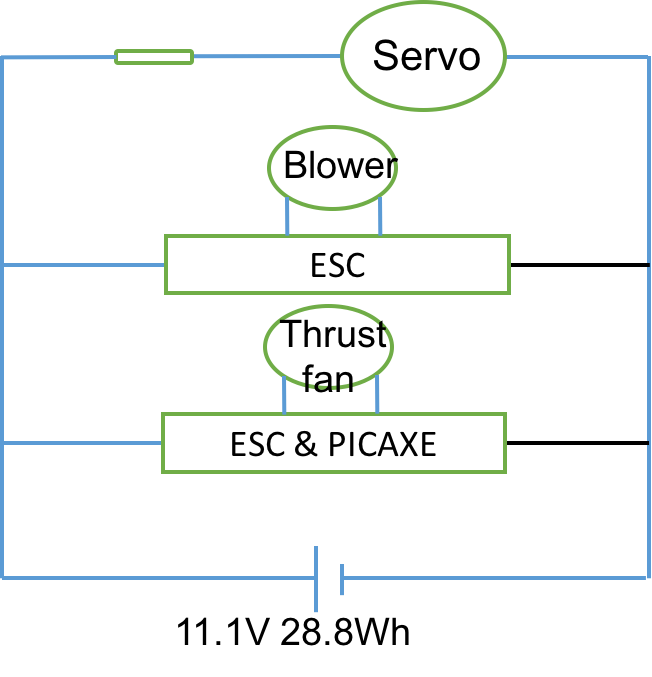 Servo
Blower
ESC
Thrust
fan
ESC & PICAXE
11.1V 28.8Wh